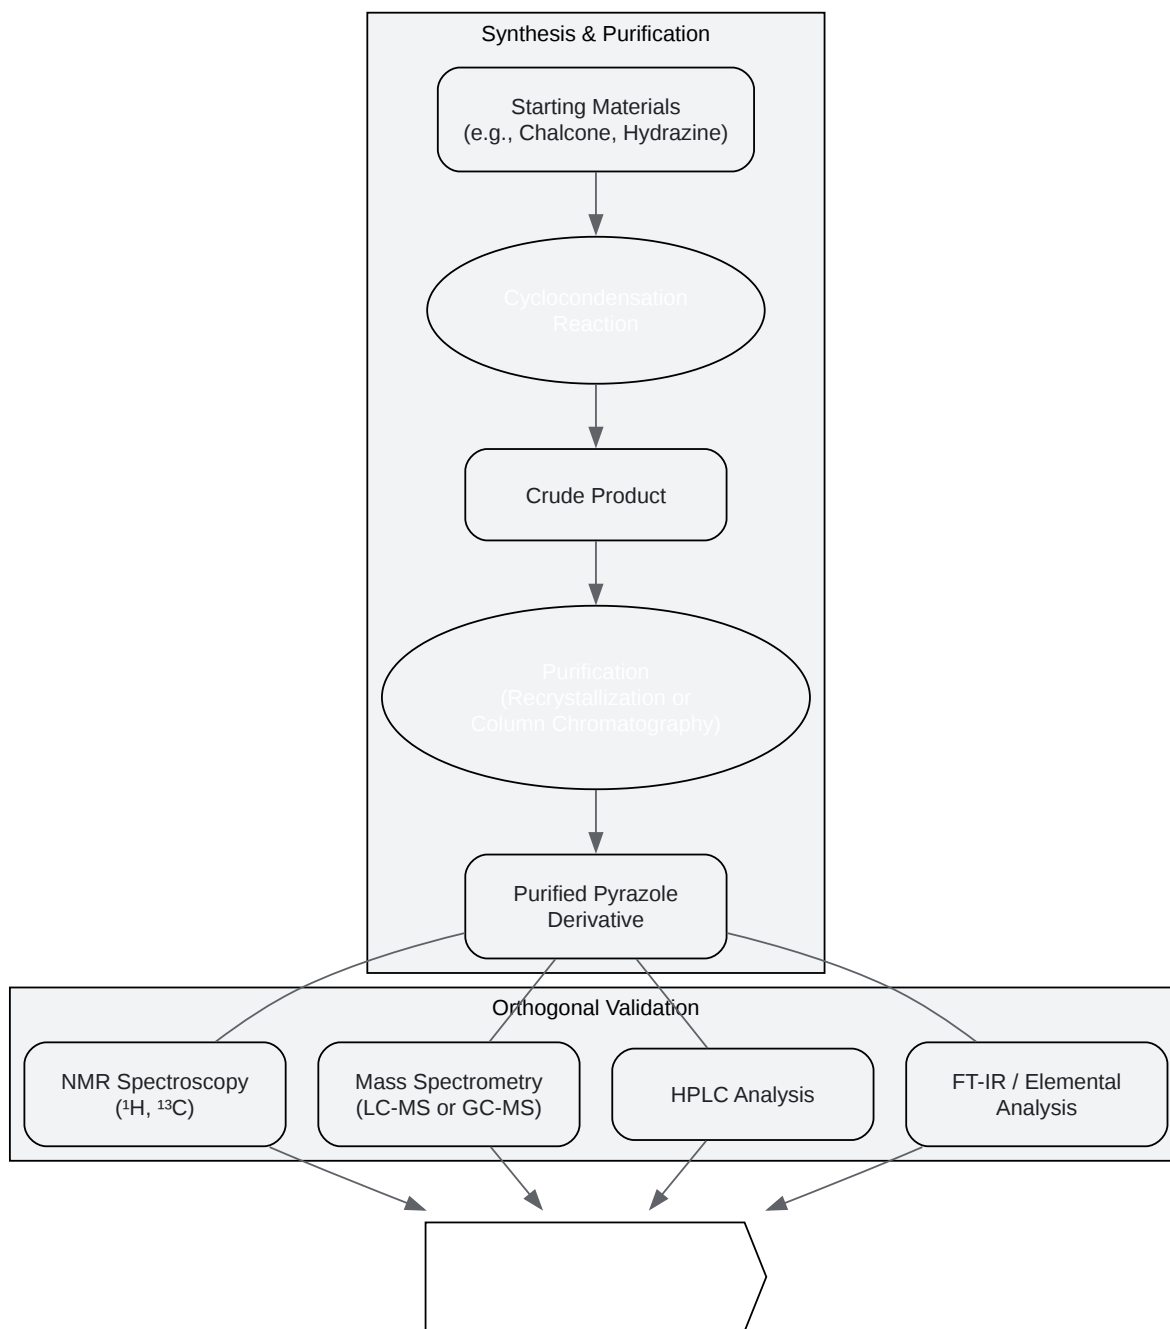 Synthesis & Purification
Starting Materials
(e.g., Chalcone, Hydrazine)
Cyclocondensation
Reaction
Crude Product
Purification
(Recrystallization or
Column Chromatography)
Purified Pyrazole
Derivative
Orthogonal Validation
NMR Spectroscopy
(¹H, ¹³C)
Mass Spectrometry
(LC-MS or GC-MS)
HPLC Analysis
FT-IR / Elemental
Analysis